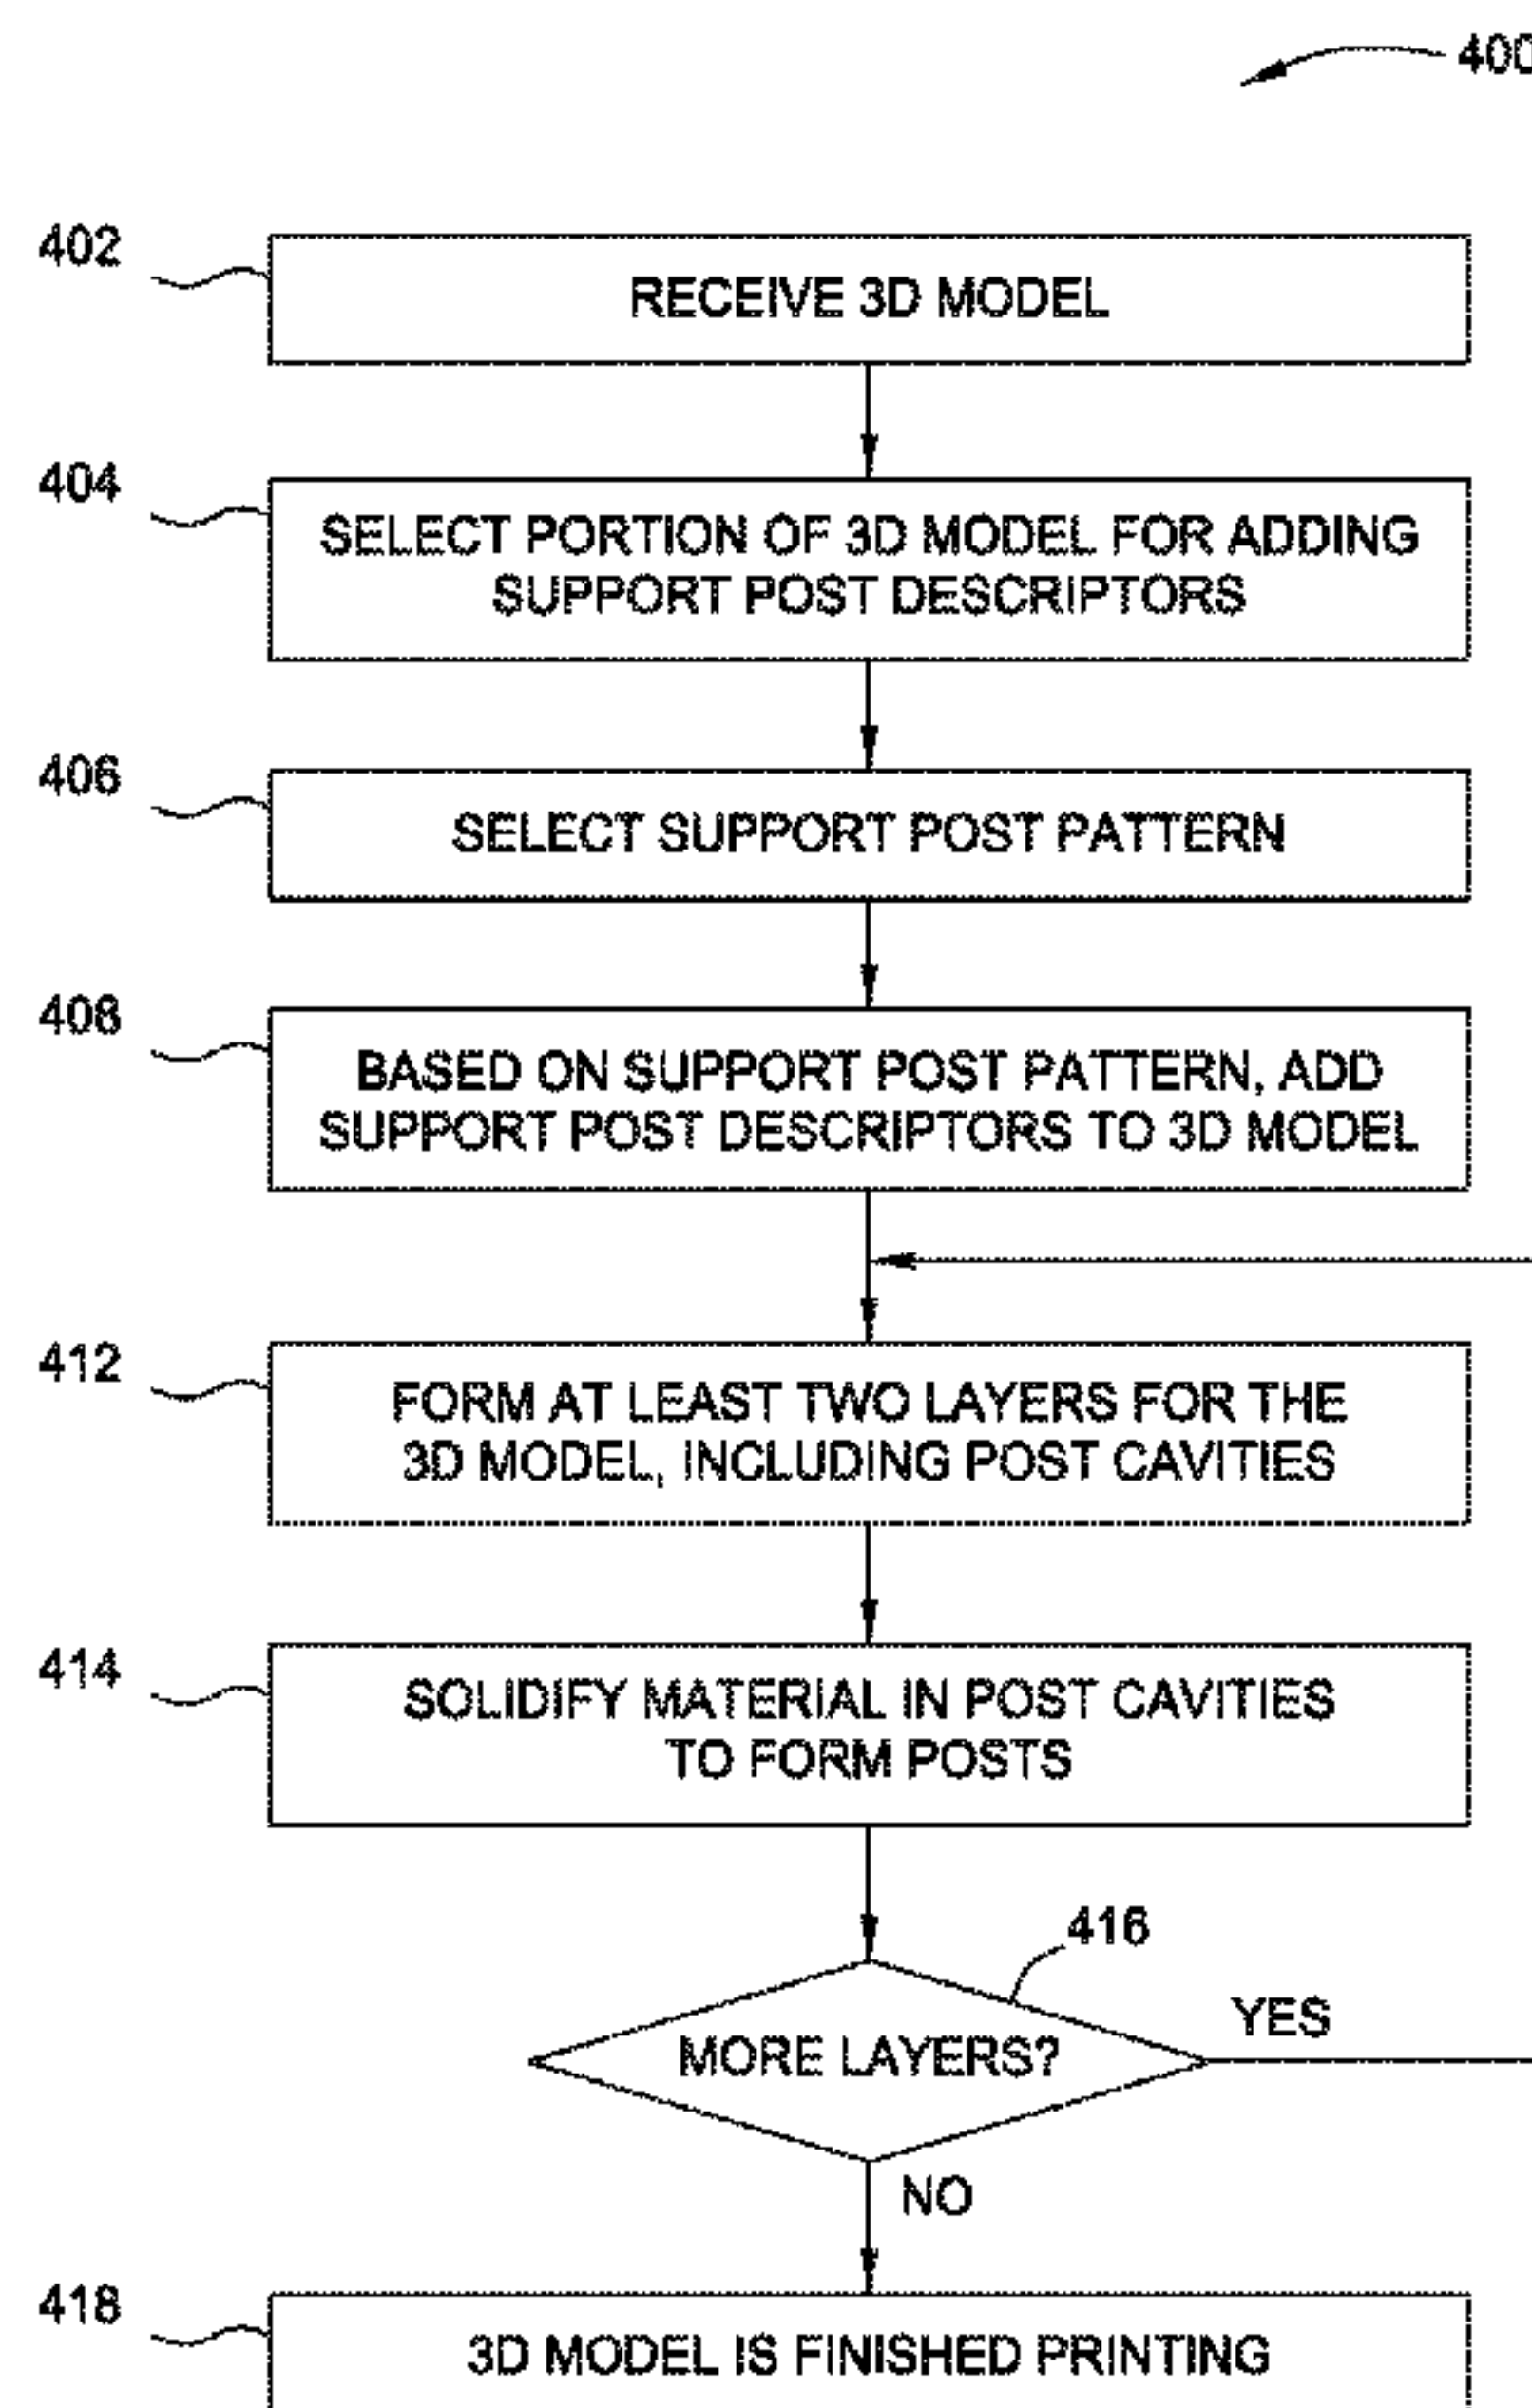 400
402
RECEIVE 3D MODEL
404
SELECT PORTION OF 3D MODEL FOR ADDING
SUPPORT POST DESCRIPTORS
406
SELECT SUPPORT POST PATTERN
408
BASED ON SUPPORT POST PATTERN, ADD
SUPPORT POST DESCRIPTORS TO 3D MODEL
412
FORM AT LEAST TWO LAYERS FOR THE
3D MODEL, INCLUDING POST CAVITIES
414
SOLIDIFY MATERIAL IN POST CAVITIES
TO FORM POSTS
416
MORE LAYERS?
YES
NO
418
3D MODEL IS FINISHED PRINTING